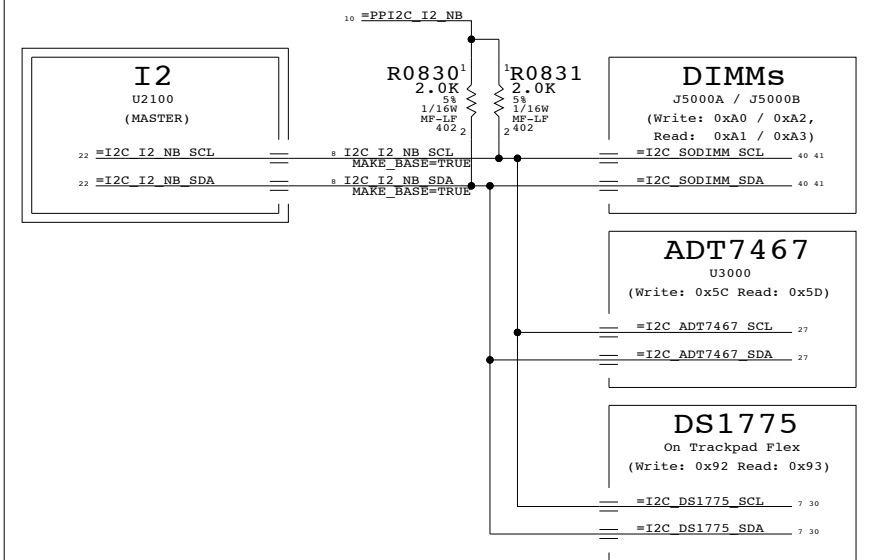 10 =PPI2C_I2_NB
I2
U2100
(MASTER)
22 =I2C_I2_NB_SCL
22 =I2C_I2_NB_SDA
R0830 1
2.0K
5%
1/16W
MF-LF
402 2
1 R0831
2.0K
5%
1/16W
MF-LF
2 402
8 I2C_I2_NB_SCL
MAKE_BASE=TRUE
8 I2C_I2_NB_SDA
MAKE_BASE=TRUE
DIMMs
J5000A / J5000B
(Write: 0xA0 / 0xA2,
Read: 0xA1 / 0xA3)
=I2C_SODIMM_SCL 40 41
=I2C_SODIMM_SDA 40 41
ADT7467
U3000
(Write: 0x5C Read: 0x5D)
=I2C_ADT7467_SCL 27
=I2C_ADT7467_SDA 27
DS1775
On Trackpad Flex
(Write: 0x92 Read: 0x93)
=I2C_DS1775_SCL 7 30
=I2C_DS1775_SDA 7 30